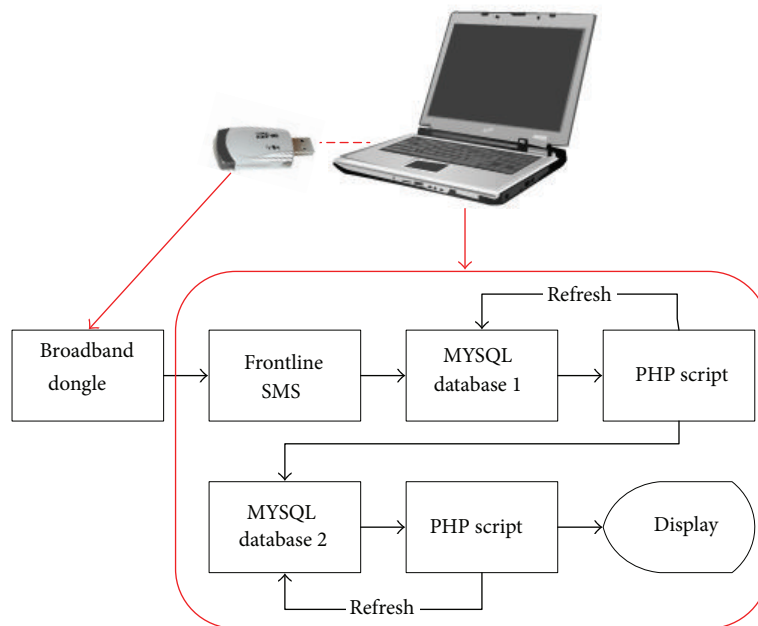 Refresh
Broadband
dongle
Frontline
SMS
MYSQL
database 1
PHP script
MYSQL
database 2
PHP script
Display
Refresh